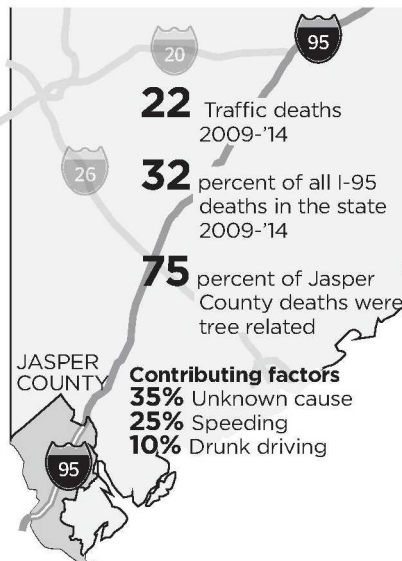 95
20
22 Traffic deaths
2009-'14
26
32 percent of all I-95
deaths in the state
2009-'14
75 percent of Jasper
County deaths were
tree related
JASPER
COUNTY
Contributing factors
35% Unknown cause
25% Speeding
10% Drunk driving
95